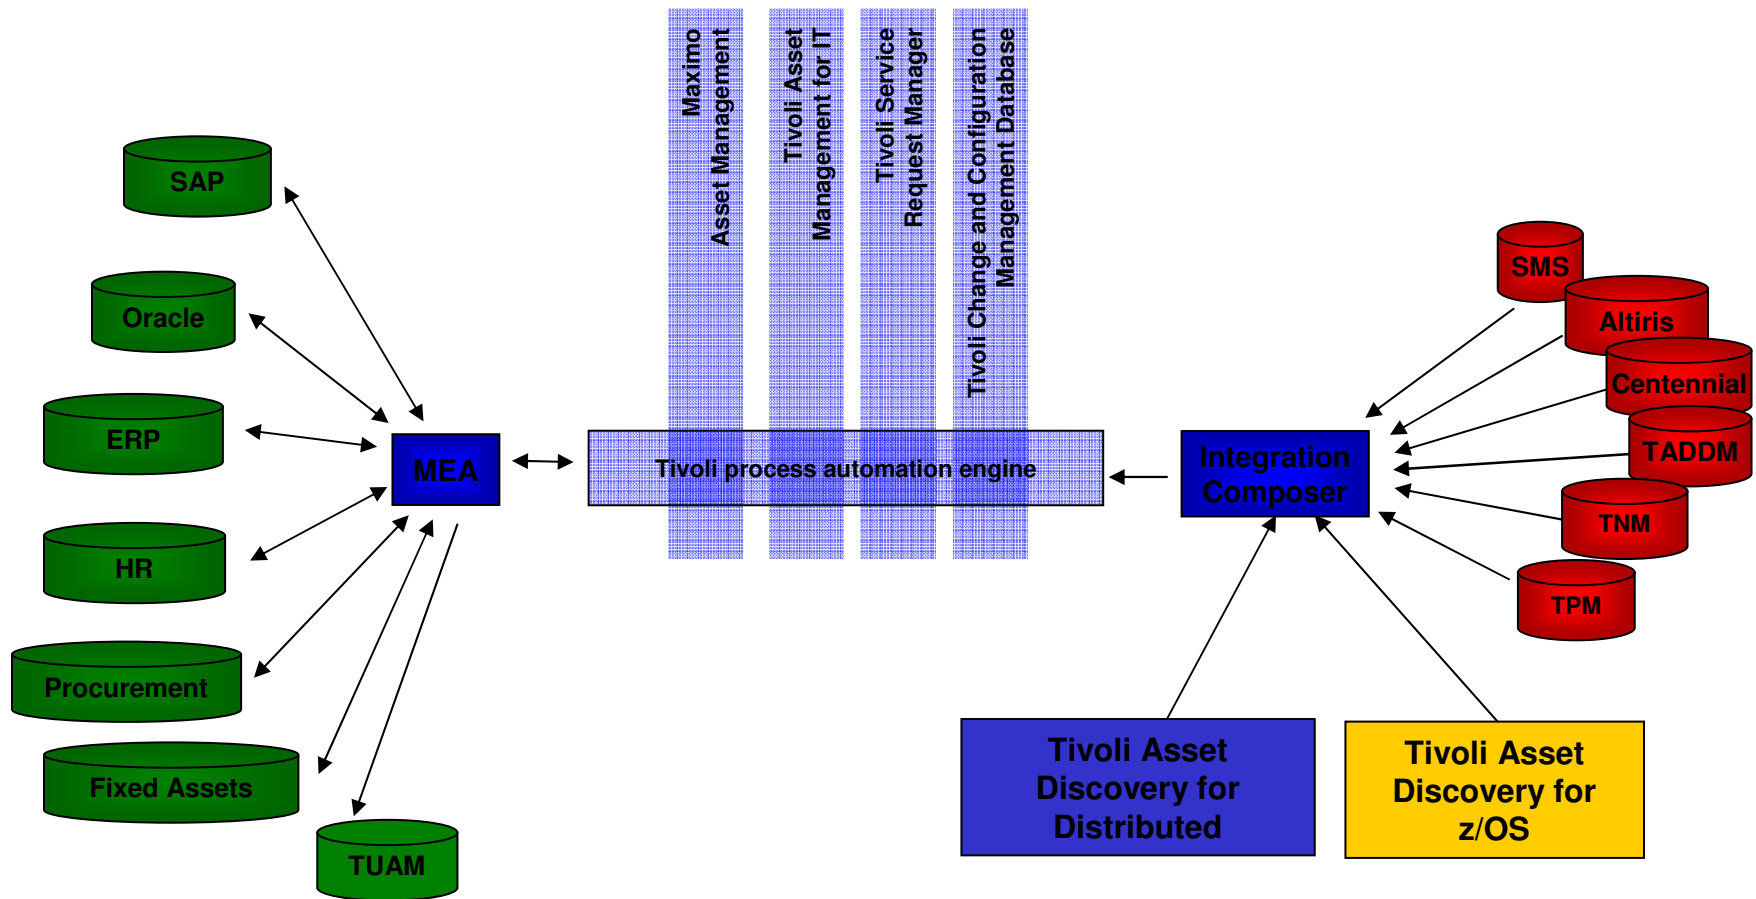 Maximo
Asset Management
Tivoli Asset
Management for IT
Tivoli Service
Request Manager
Tivoli Change and Configuration
Management Database
SAP
Oracle
ERP
HR
Procurement
Fixed Assets
TUAM
MEA
Tivoli process automation engine
Integration
Composer
SMS
Altiris
Centennial
TADDM
TNM
TPM
Tivoli Asset
Discovery for
Distributed
Tivoli Asset
Discovery for
z/OS